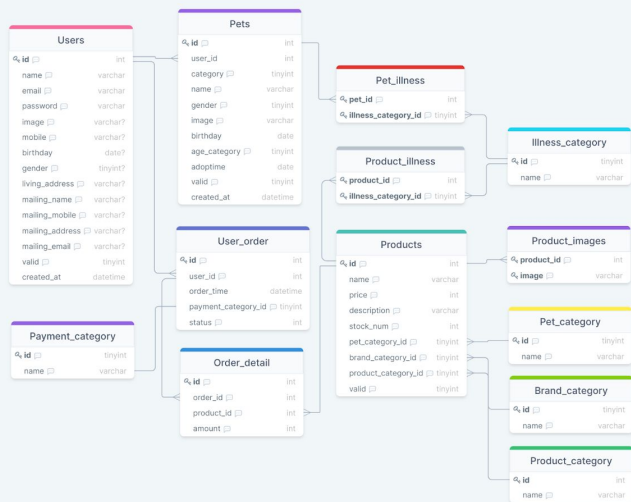 Users
id int
name varchar
email varchar
password varchar
image varchar?
mobile varchar?
birthday date?
gender tinyint?
living_address varchar?
mailing_name varchar?
mailing_mobile varchar?
mailing_address varchar?
mailing_email varchar?
valid tinyint
created_at datetime
Payment_category
id tinyint
name varchar
Pets
id int
user_id int
category tinyint
name varchar
gender tinyint
image varchar
birthday date
age_category tinyint
adoptime date
valid tinyint
created_at datetime
User_order
id int
user_id int
order_time datetime
payment_category_id tinyint
status int
Order_detail
id int
order_id int
product_id int
amount int
Pet_illness
pet_id int
illness_category_id tinyint
Product_illness
product_id int
illness_category_id tinyint
Products
id int
name varchar
price int
description varchar
stock_num int
pet_category_id tinyint
brand_category_id tinyint
product_category_id tinyint
valid tinyint
Illness_category
id tinyint
name varchar
Product_images
product_id int
image varchar
Pet_category
id tinyint
name varchar
Brand_category
id tinyint
name varchar
Product_category
id int
name varchar